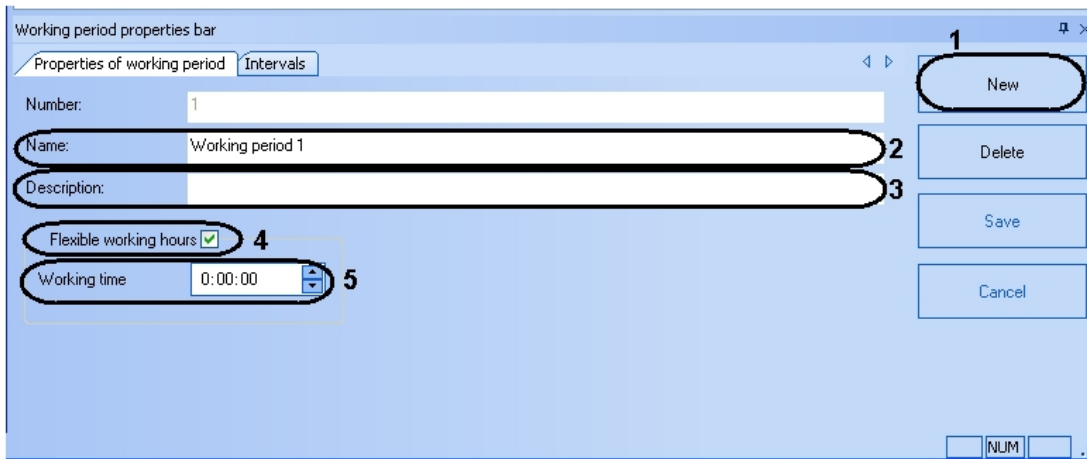 Working period properties bar
1
Properties of working period Intervals
New
Number: 1
Name: Working period 1 2
Delete
Description: 3
Save
Flexible working hours 4
Working time 0:00:00 5
Cancel
NUM